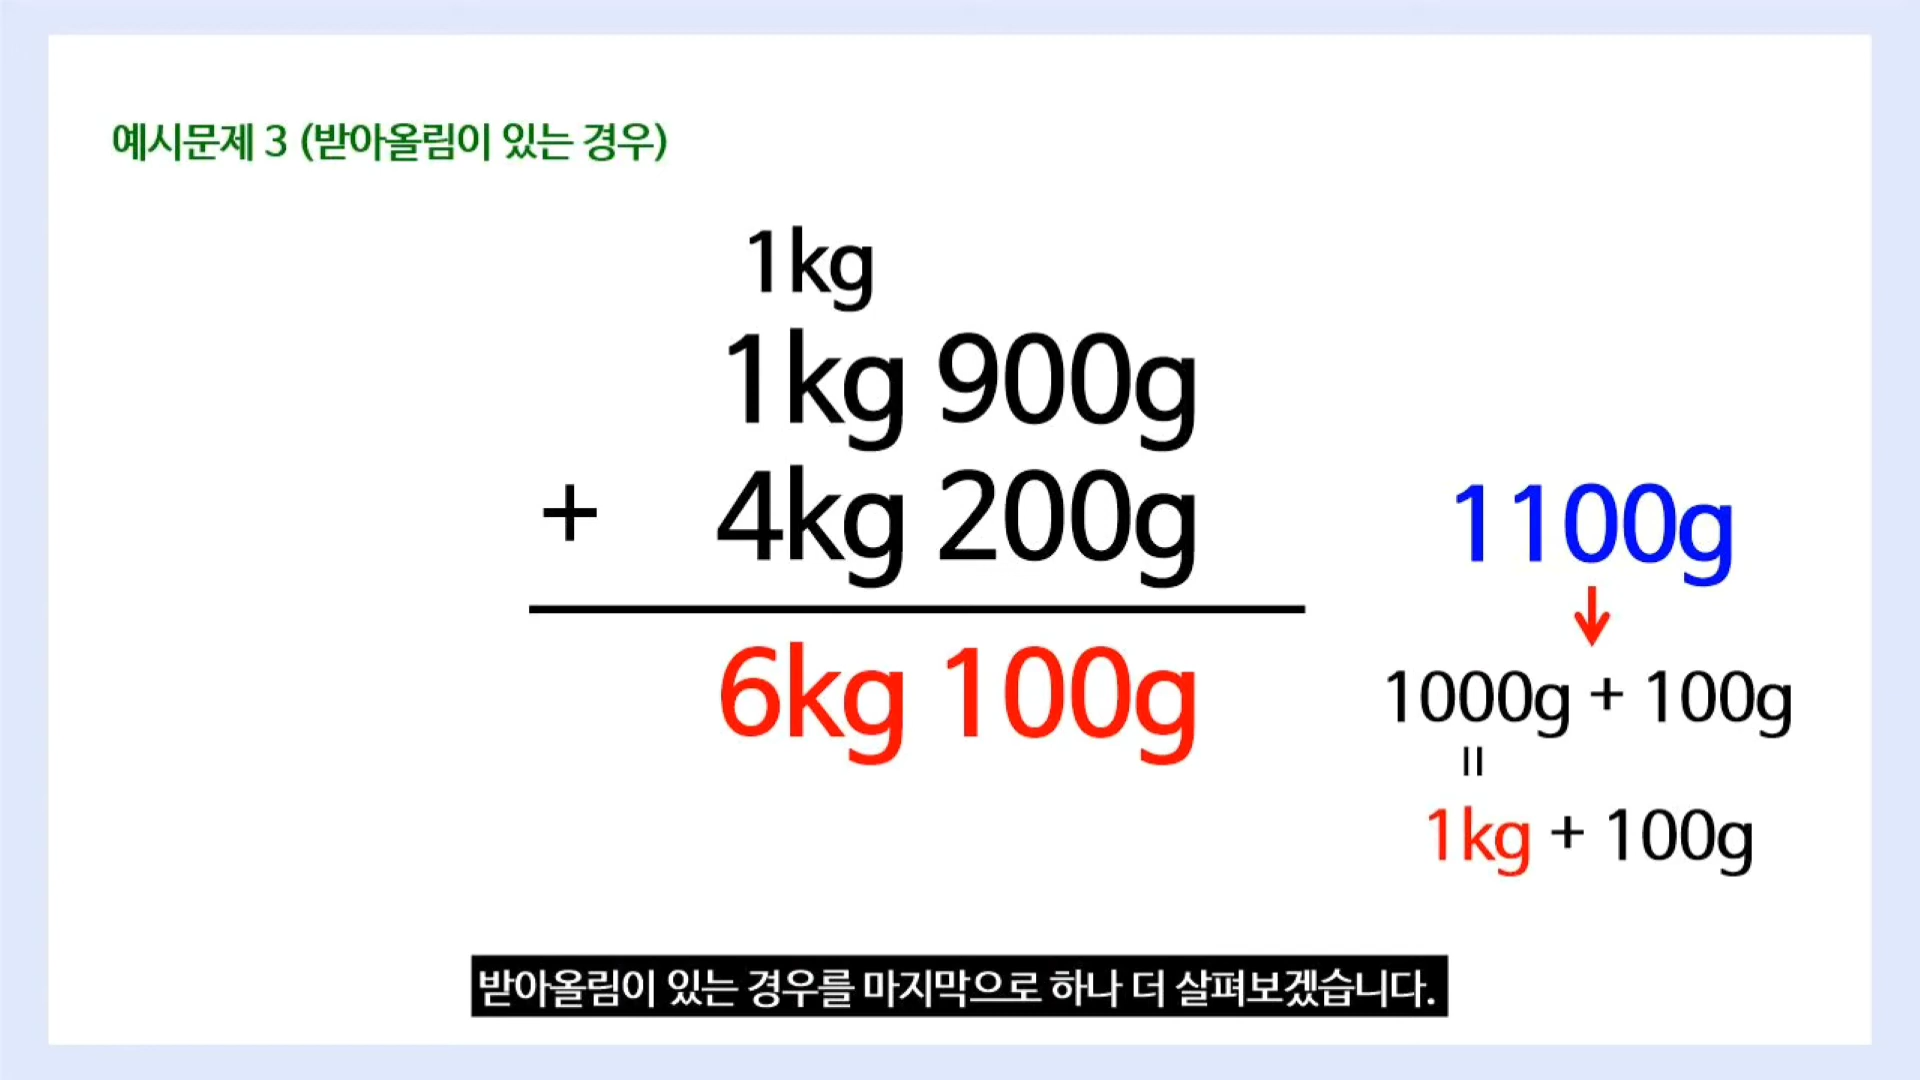 예시문제 3 (받아올림이 있는 경우)
1kg
1kg 900g
+ 4kg 200g
6kg 100g
1100g
↓
1000g + 100g
=
1kg + 100g
받아올림이 있는 경우를 마지막으로 하나 더 살펴보겠습니다.